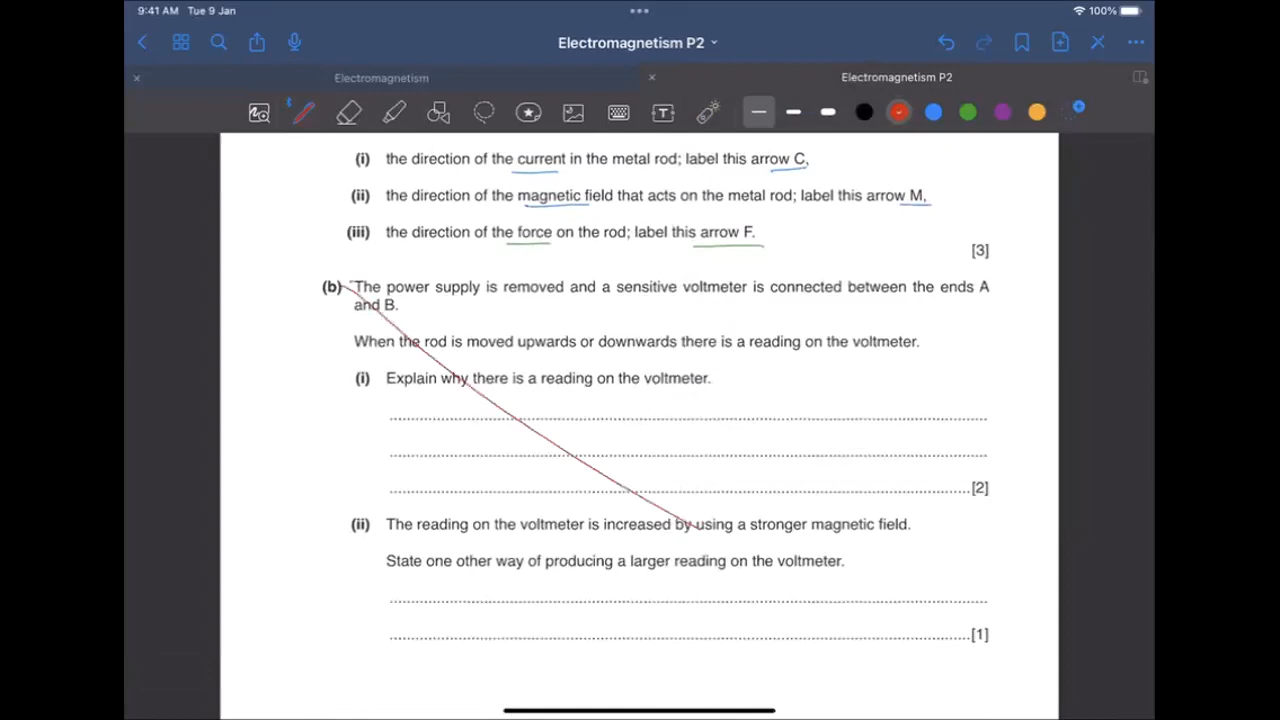 9:41 AM Tue 9 Jan
100%
Electromagnetism P2
Electromagnetism
Electromagnetism P2
(i) the direction of the current in the metal rod; label this arrow C,
(ii) the direction of the magnetic field that acts on the metal rod; label this arrow M,
(iii) the direction of the force on the rod; label this arrow F.
[3]
(b) The power supply is removed and a sensitive voltmeter is connected between the ends A
and B.
When the rod is moved upwards or downwards there is a reading on the voltmeter.
(i) Explain why there is a reading on the voltmeter.
[2]
(ii) The reading on the voltmeter is increased by using a stronger magnetic field.
State one other way of producing a larger reading on the voltmeter.
[1]